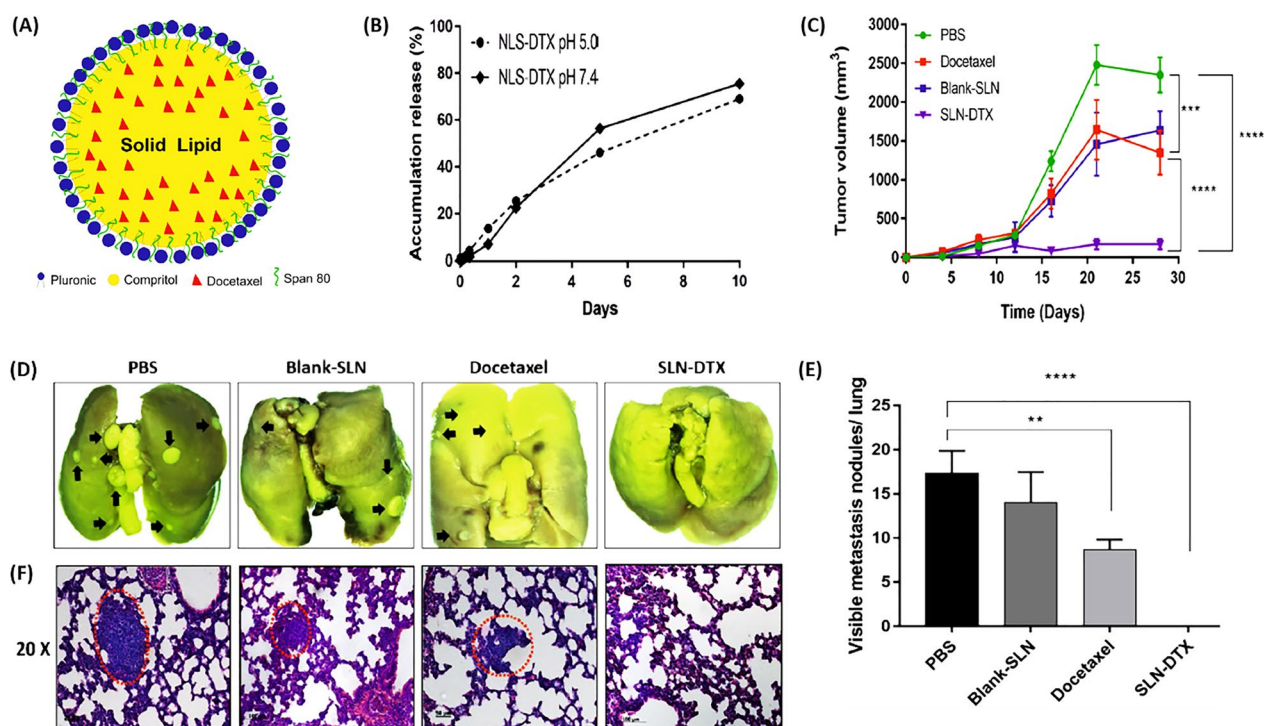 (A)
Solid Lipid
Pluronic Compritol Docetaxel Span 80
(B)
Accumulation release (%)
100
80
60
40
20
0
NLS-DTX pH 5.0
NLS-DTX pH 7.4
0 2 4 6 8 10
Days
(C)
Tumor volume (mm3)
3000
2500
2000
1500
1000
500
0
PBS
Docetaxel
Blank-SLN
SLN-DTX
***
****
****
0 5 10 15 20 25 30
Time (Days)
(D)
PBS Blank-SLN Docetaxel SLN-DTX
(F)
20 X
(E)
Visible metastasis nodules/ lung
25
20
15
10
5
0
****
**
PBS
Blank-SLN
Docetaxel
SLN-DTX